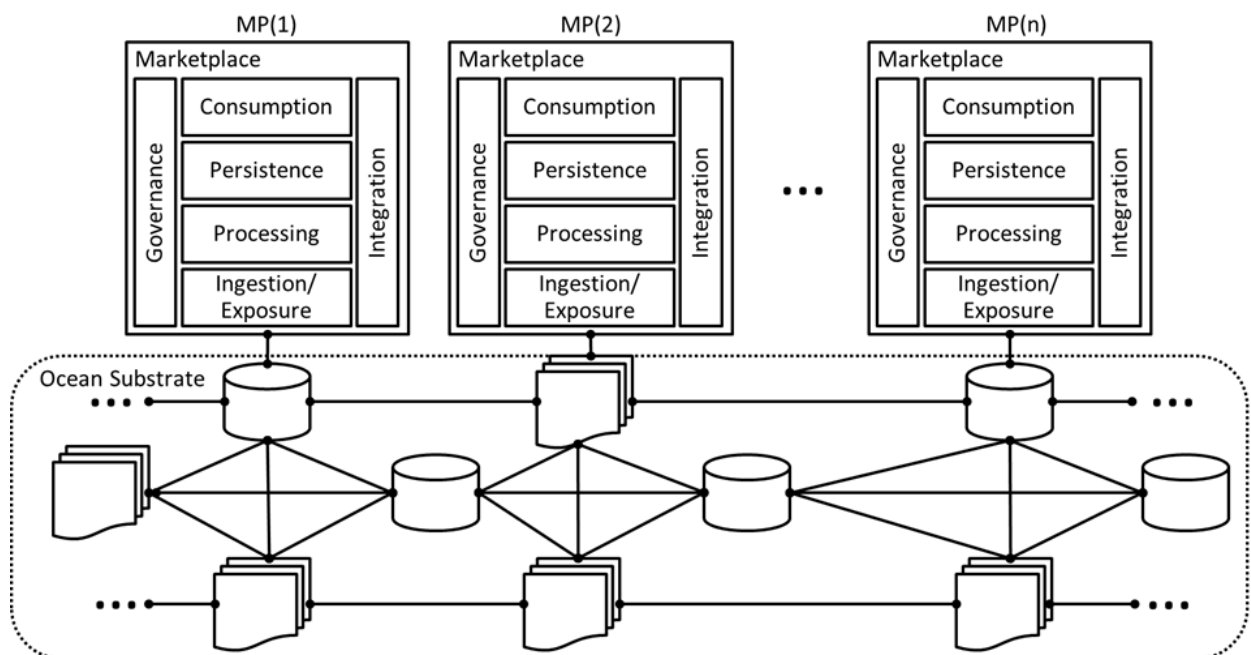 MP(1)
MP(2)
MP(n)
Marketplace
Governance
Consumption
Persistence
Processing
Ingestion/
Exposure
Integration
Marketplace
Governance
Consumption
Persistence
Processing
Ingestion/
Exposure
Integration
...
Marketplace
Governance
Consumption
Persistence
Processing
Ingestion/
Exposure
Integration
Ocean Substrate
....
....
....
....